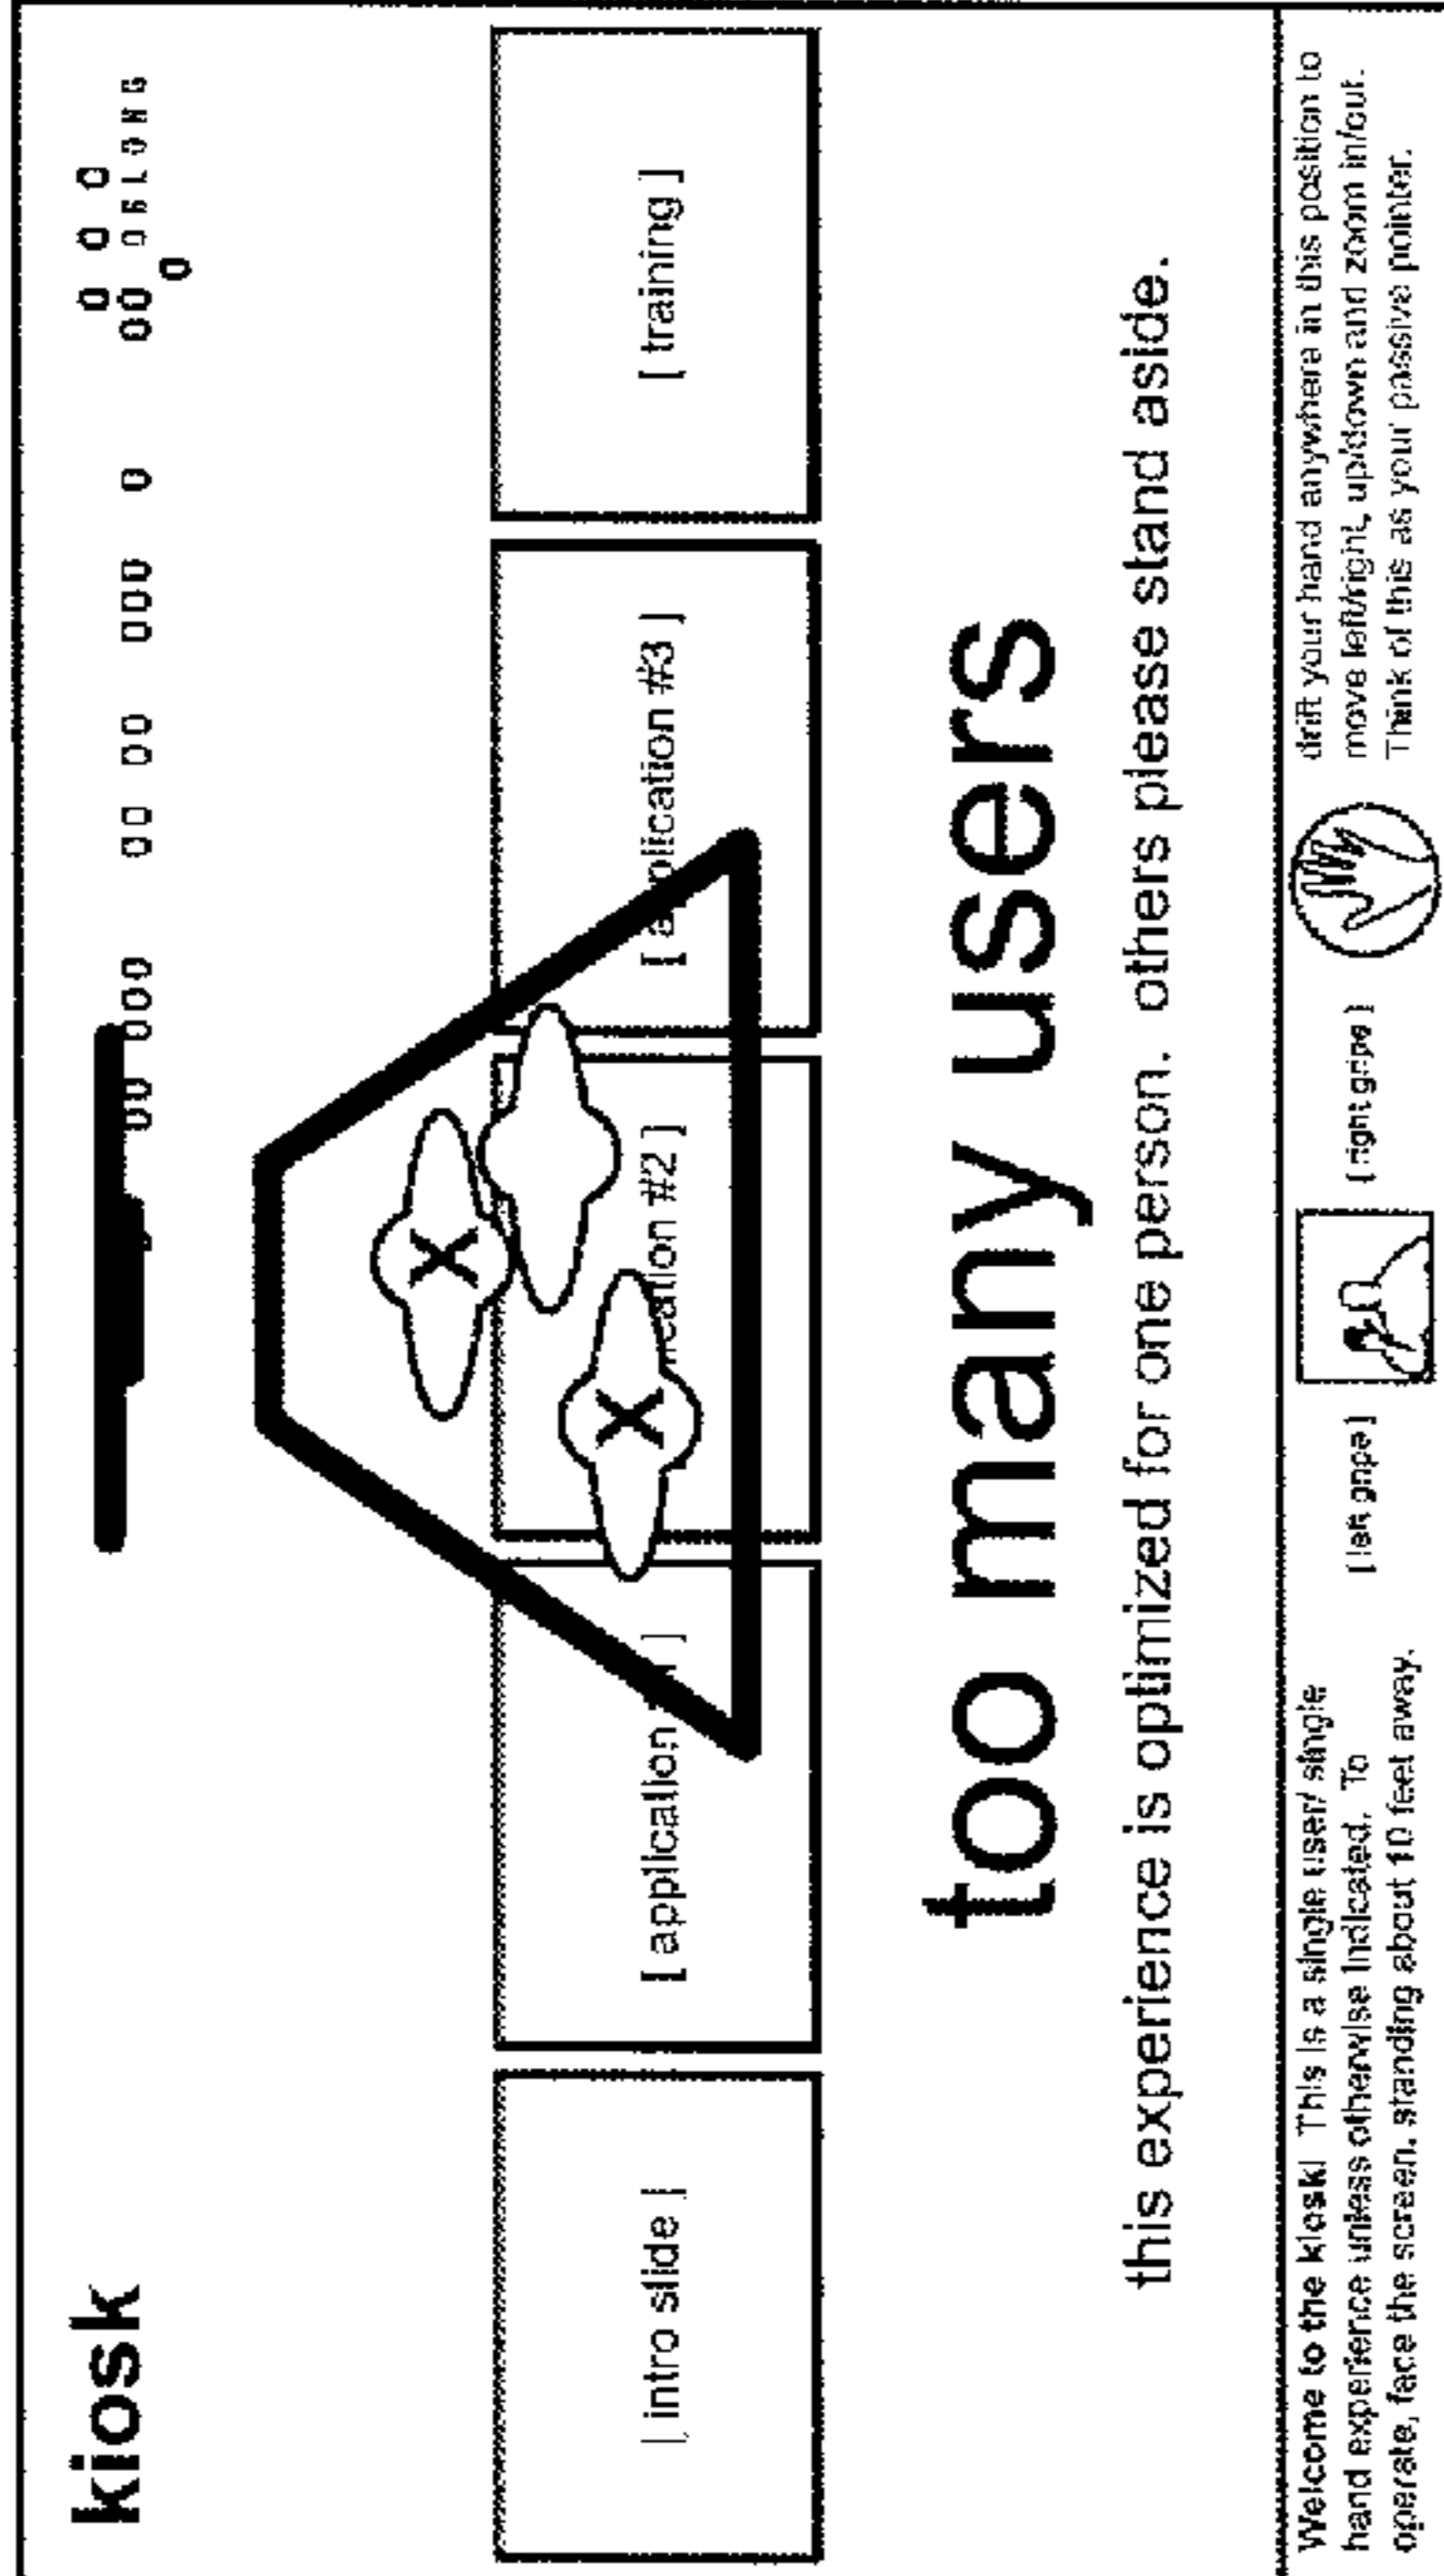 kiosk
OBLONG
[ intro slide ]
[ application
#2 ]
[ application #3 ]
[ training ]
too many users
this experience is optimized for one person. others please stand aside.
Welcome to the kiosk! This is a single user/ single
hand experience unless otherwise indicated. To
operate, face the screen, standing about 10 feet away.
[ left gripe ]
[ right gripe ]
drift your hand anywhere in this position to
move left/right, up/down and zoom in/out.
Think of this as your passive pointer.